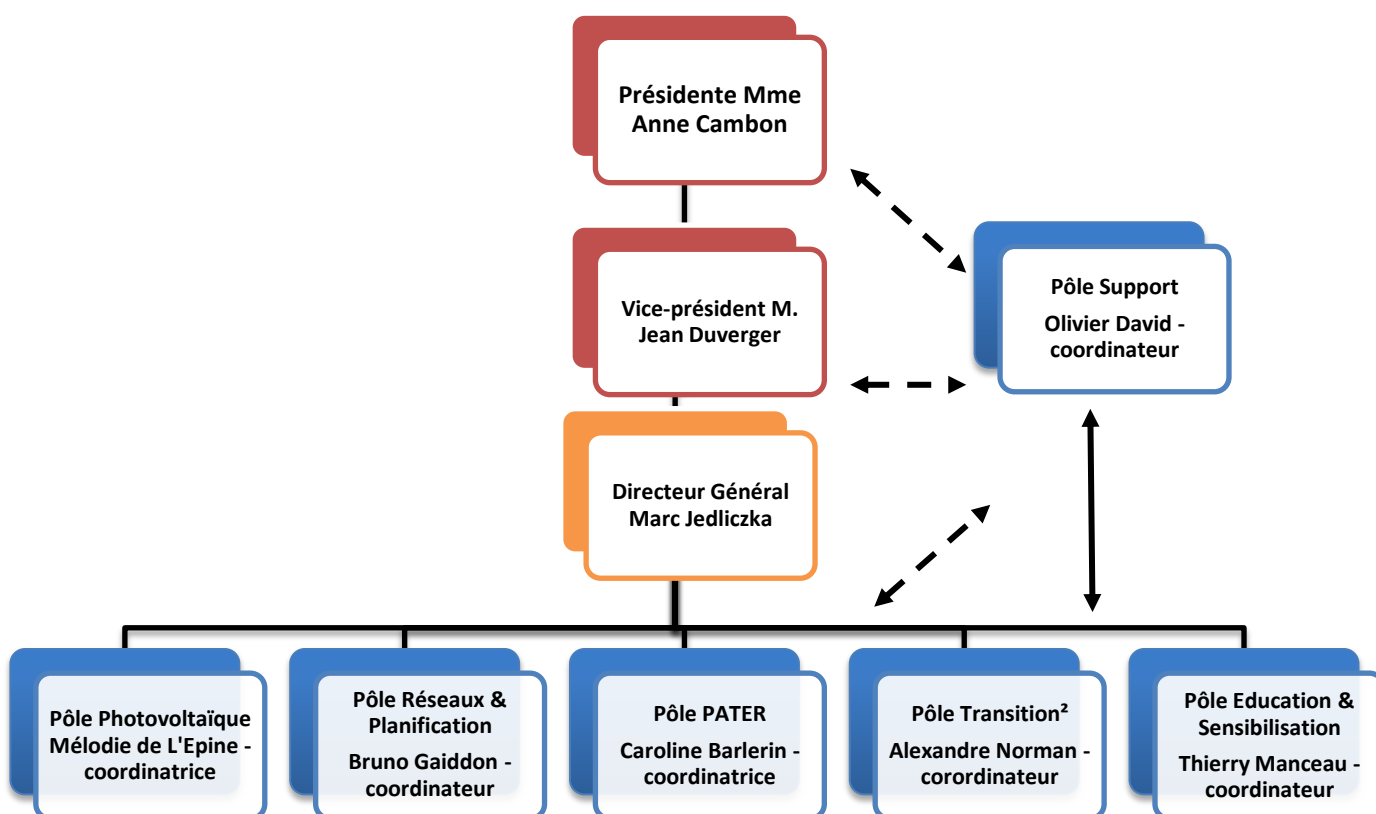 Présidente Mme
Anne Cambon
Vice-président M.
Jean Duverger
Pôle Support
Olivier David -
coordinateur
Directeur Général
Marc Jedliczka
Pôle Photovoltaïque
Mélodie de L'Epine -
coordinatrice
Pôle Réseaux &
Planification
Bruno Gaiddon -
coordinateur
Pôle PATER
Caroline Barlerin -
coordinatrice
Pôle Transition²
Alexandre Norman -
corordinateur
Pôle Education &
Sensibilisation
Thierry Manceau -
coordinateur